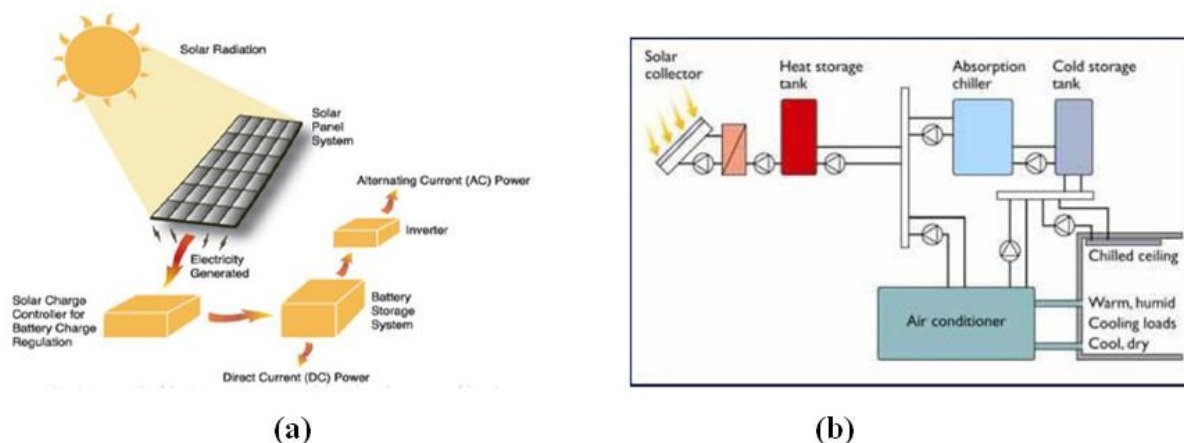 Solar Radiation
Solar
Panel
System
Alternating Current (AC) Power
Inverter
Electricity
Generated
Solar Charge
Controller for
Battery Charge
Regulation
Battery
Storage
System
Direct Current (DC) Power
(a)
Solar
collector
Heat storage
tank
Absorption
chiller
Cold storage
tank
Chilled ceiling
Warm, humid
Cooling loads
Cool, dry
Air conditioner
(b)